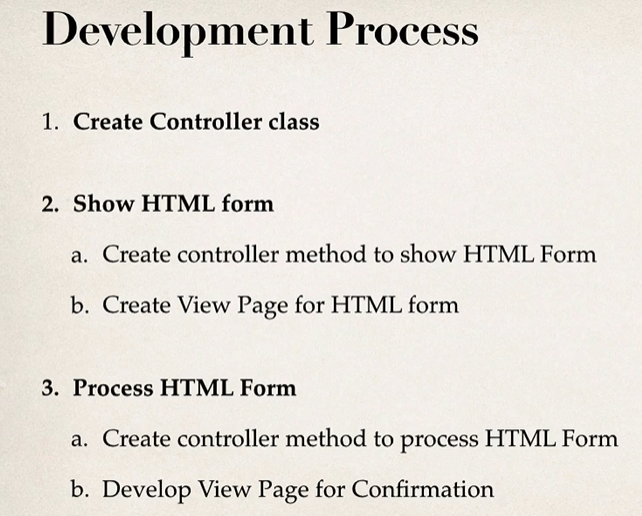 Development Process
1. Create Controller class
2. Show HTML form
a. Create controller method to show HTML Form
b. Create View Page for HTML form
3. Process HTML Form
a. Create controller method to process HTML Form
b. Develop View Page for Confirmation